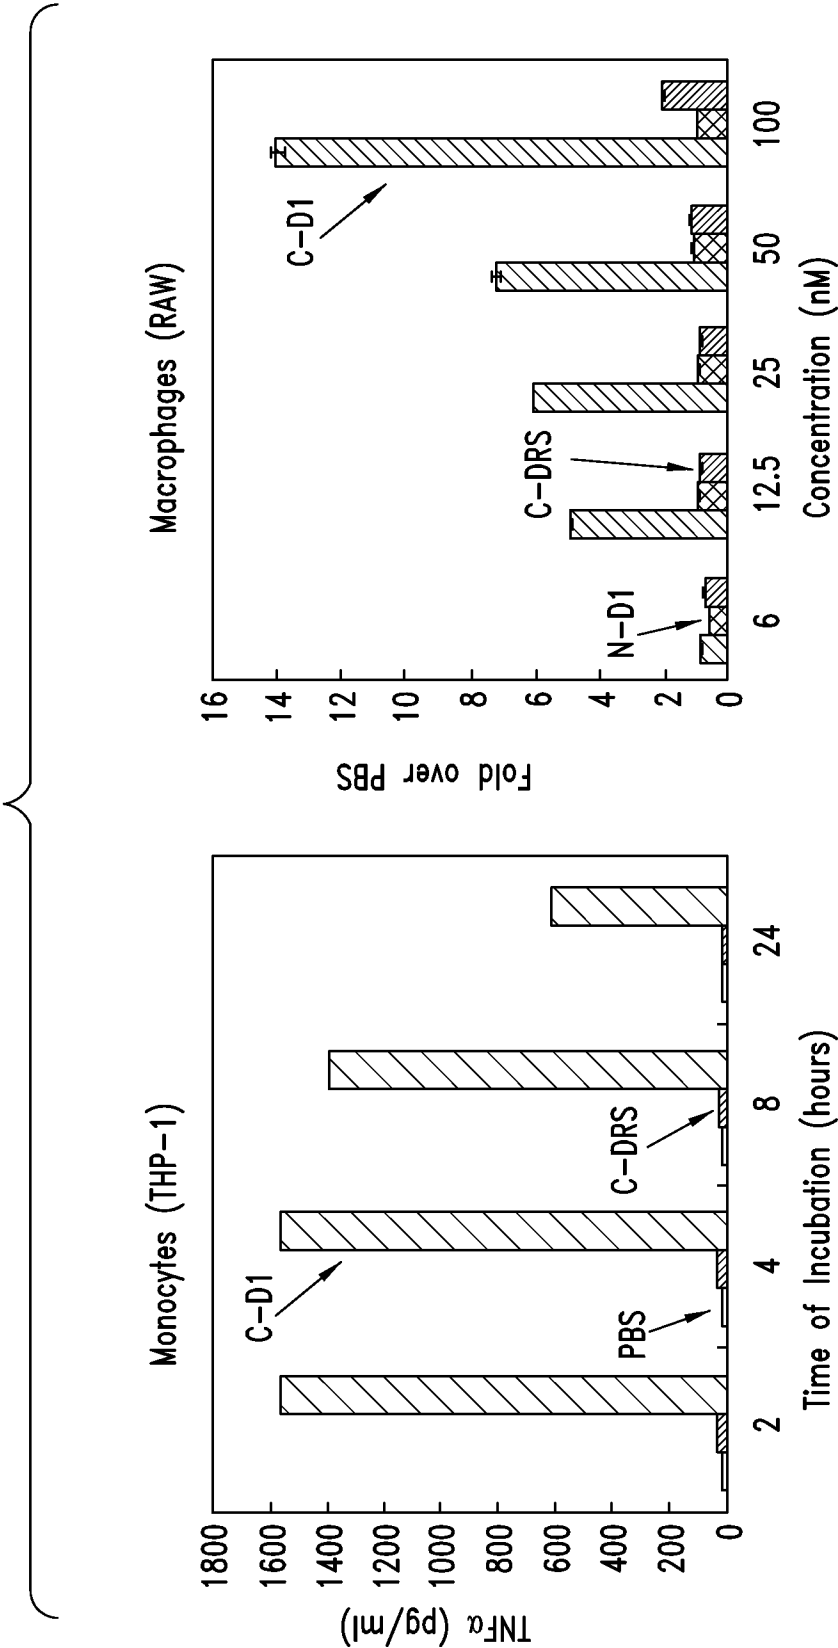 Monocytes (THP-1)
TNFα (pg/ml)
1800
1600
1400
1200
1000
800
600
400
200
0
C-D1
PBS
C-DRS
2 4 8 24
Time of Incubation (hours)
Macrophages (RAW)
Fold over PBS
16
14
12
10
8
6
4
2
0
C-D1
C-DRS
N-D1
6 12.5 25 50 100
Concentration (nM)